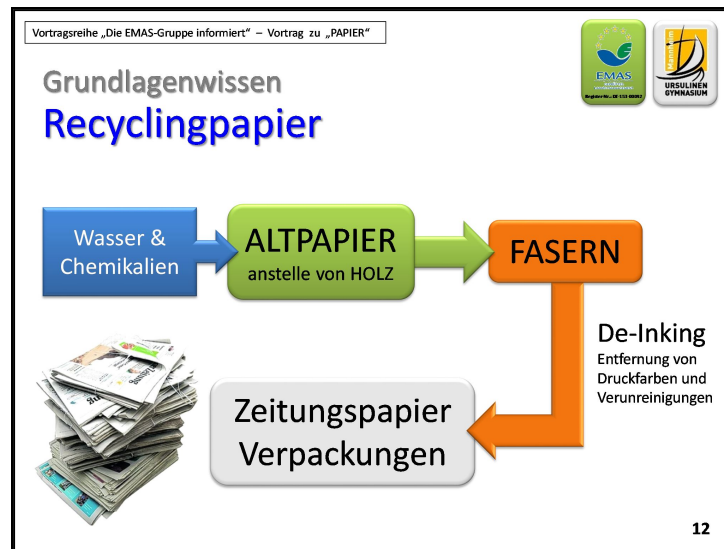 Vortragsreihe „Die EMAS-Gruppe informiert“ – Vortrag zu „PAPIER“
EMAS
Mannheim
URSULINEN
GYMNASIUM
Grundlagenwissen
Recyclingpapier
Wasser &
Chemikalien
ALTPAPIER
anstelle von HOLZ
FASERN
De-Inking
Entfernung von
Druckfarben und
Verunreinigungen
Zeitungspapier
Verpackungen
12